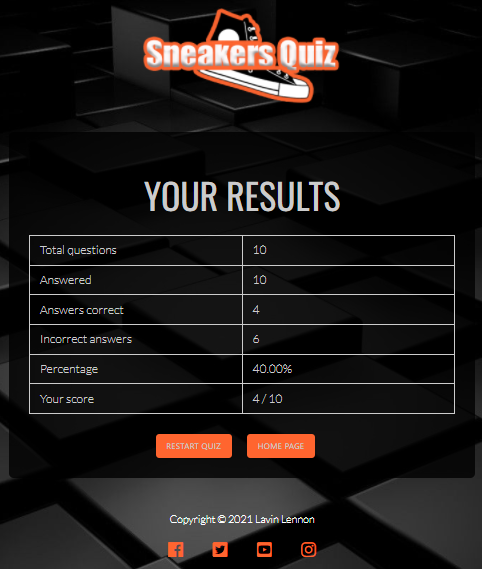 Sneakers Quiz
YOUR RESULTS
Total questions 10
Answered 10
Answers correct 4
Incorrect answers 6
Percentage 40.00%
Your score 4 / 10
RESTART QUIZ HOME PAGE
Copyright © 2021 Lavin Lennon